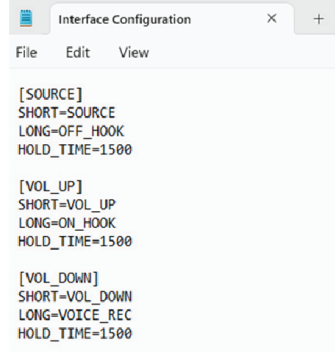 Interface Configuration
File Edit View
[SOURCE]
SHORT=SOURCE
LONG=OFF_HOOK
HOLD_TIME=1500
[VOL_UP]
SHORT=VOL_UP
LONG=ON_HOOK
HOLD_TIME=1500
[VOL_DOWN]
SHORT=VOL_DOWN
LONG=VOICE_REC
HOLD_TIME=1500